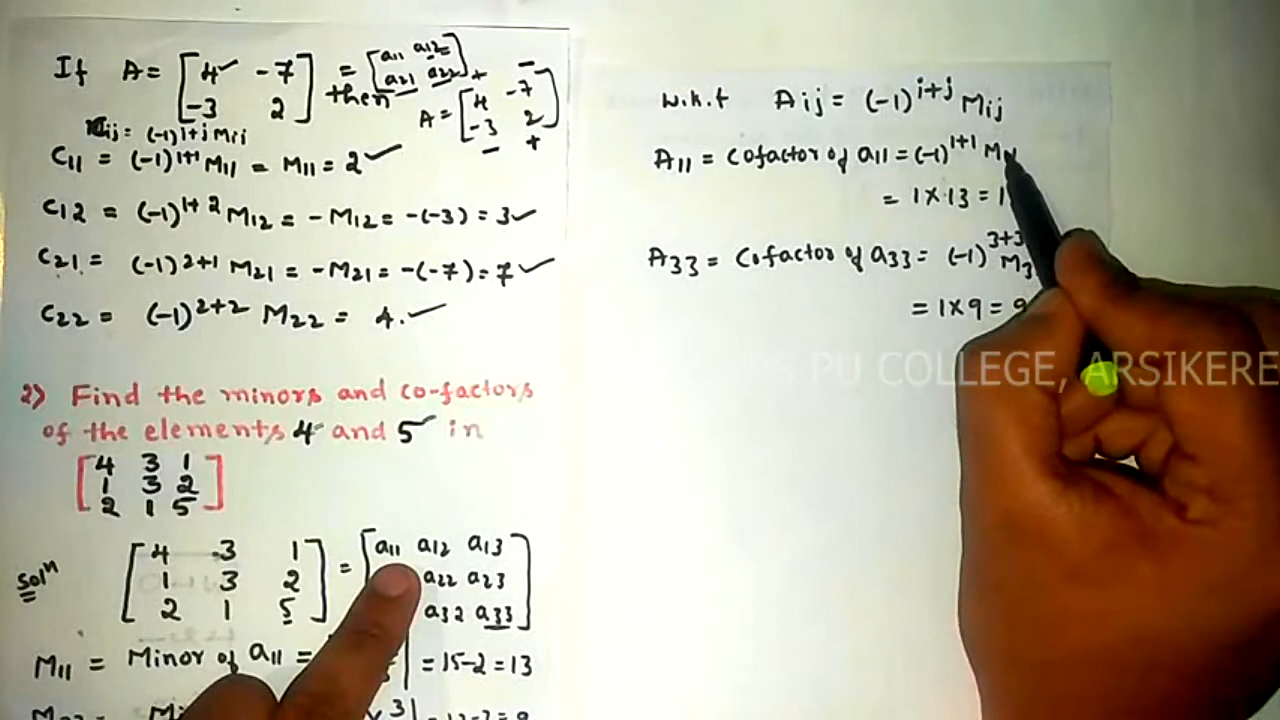 If A = [4 -7] = [a11 a12]
[-3 2] [a21 a22]
then A = [4 -7]
[-3 2]
+ -
- +
Cij = (-1)^i+j Mij
C11 = (-1)^1+1 M11 = M11 = 2 ✓
C12 = (-1)^1+2 M12 = -M12 = -(-3) = 3 ✓
C21 = (-1)^2+1 M21 = -M21 = -(-7) = 7 ✓
C22 = (-1)^2+2 M22 = 4. ✓
2) Find the minors and co-factors
of the elements 4 and 5 in
[4 3 1]
[1 3 2]
[2 1 5]
Solⁿ
[4 3 1] = [a11 a12 a13]
[1 3 2] a22 a23]
[2 1 5] a32 a33]
M11 = Minor of a11 = = 15-2 = 13
3
W.k.t Aij = (-1)^i+j Mij
A11 = Cofactor of a11 = (-1)^1+1
= 1 x 13 =
A33 = Cofactor of a33 = (-1)^3+3
= 1 x 9 = 9
PU COLLEGE, ARSIKERE